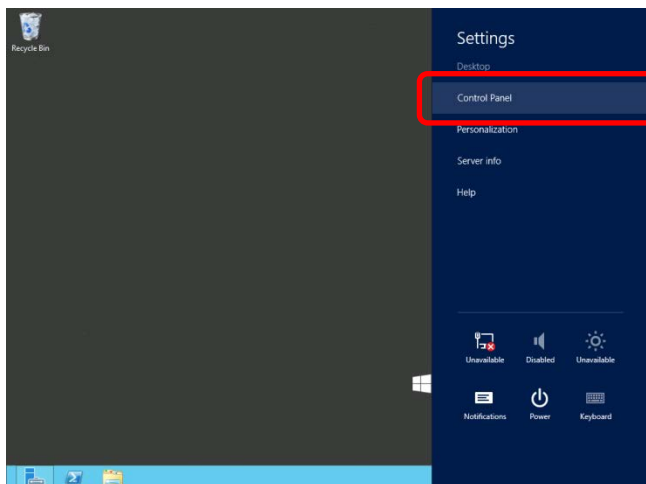 Recycle Bin
Settings
Desktop
Control Panel
Personalization
Server info
Help
Unavailable
Disabled
Unavailable
Notifications
Power
Keyboard